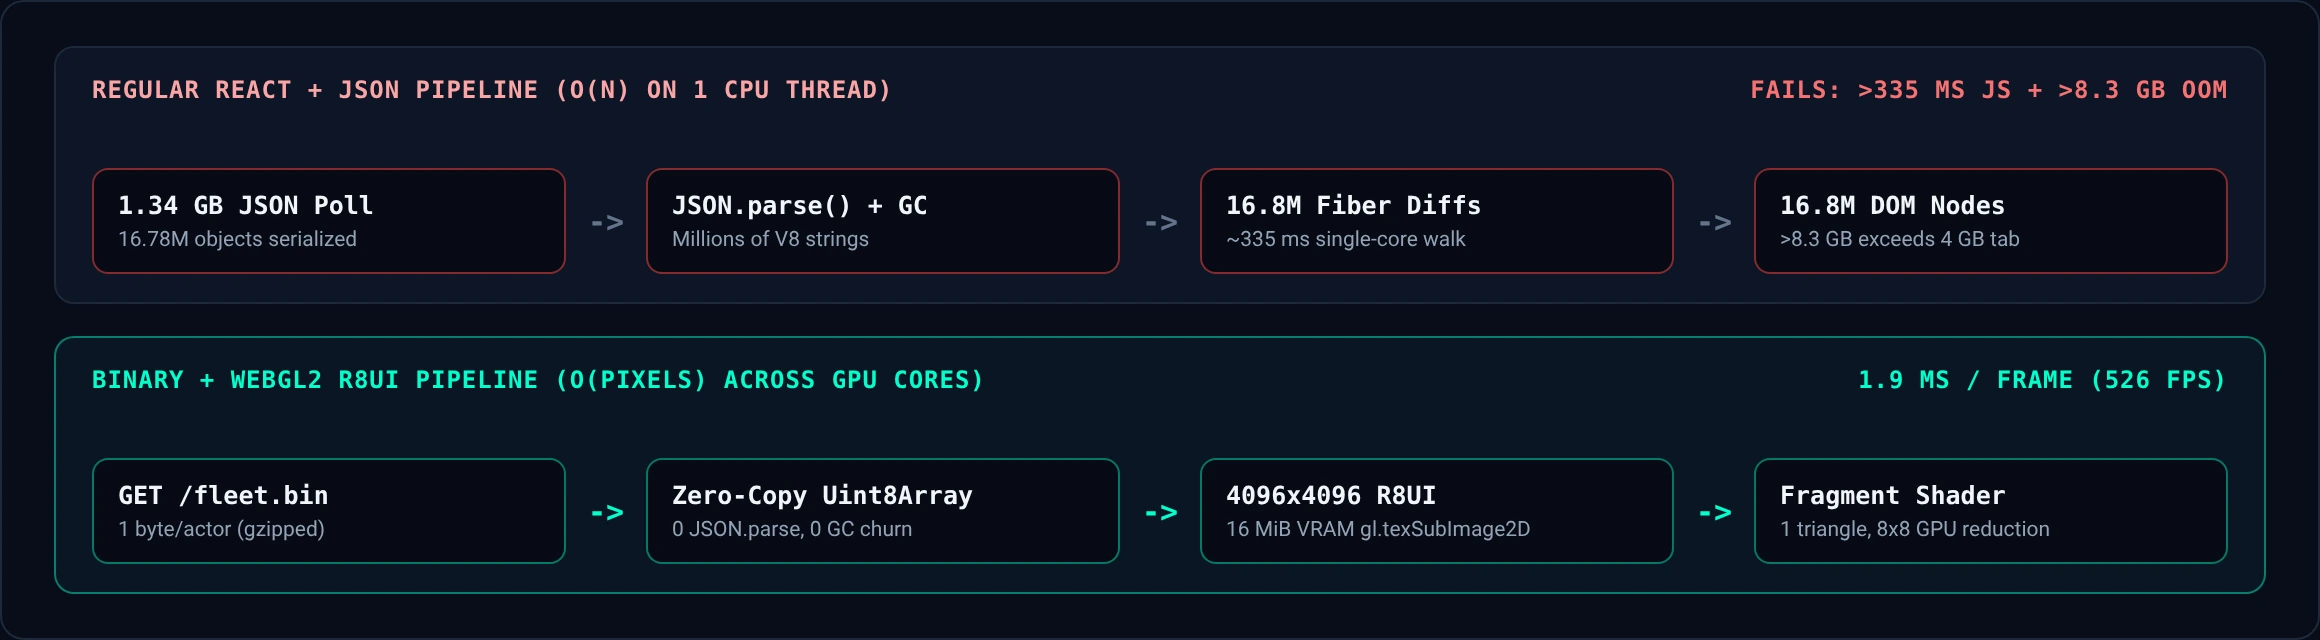 REGULAR REACT + JSON PIPELINE (O(N) ON 1 CPU THREAD)
FAILS: >335 MS JS + >8.3 GB OOM
1.34 GB JSON Poll
16.78M objects serialized
->
JSON.parse() + GC
Millions of V8 strings
->
16.8M Fiber Diffs
~335 ms single-core walk
->
16.8M DOM Nodes
>8.3 GB exceeds 4 GB tab
BINARY + WEBGL2 R8UI PIPELINE (O(PIXELS) ACROSS GPU CORES)
1.9 MS / FRAME (526 FPS)
GET /fleet.bin
1 byte/actor (gzipped)
->
Zero-Copy Uint8Array
0 JSON.parse, 0 GC churn
->
4096x4096 R8UI
16 MiB VRAM gl.texSubImage2D
->
Fragment Shader
1 triangle, 8x8 GPU reduction